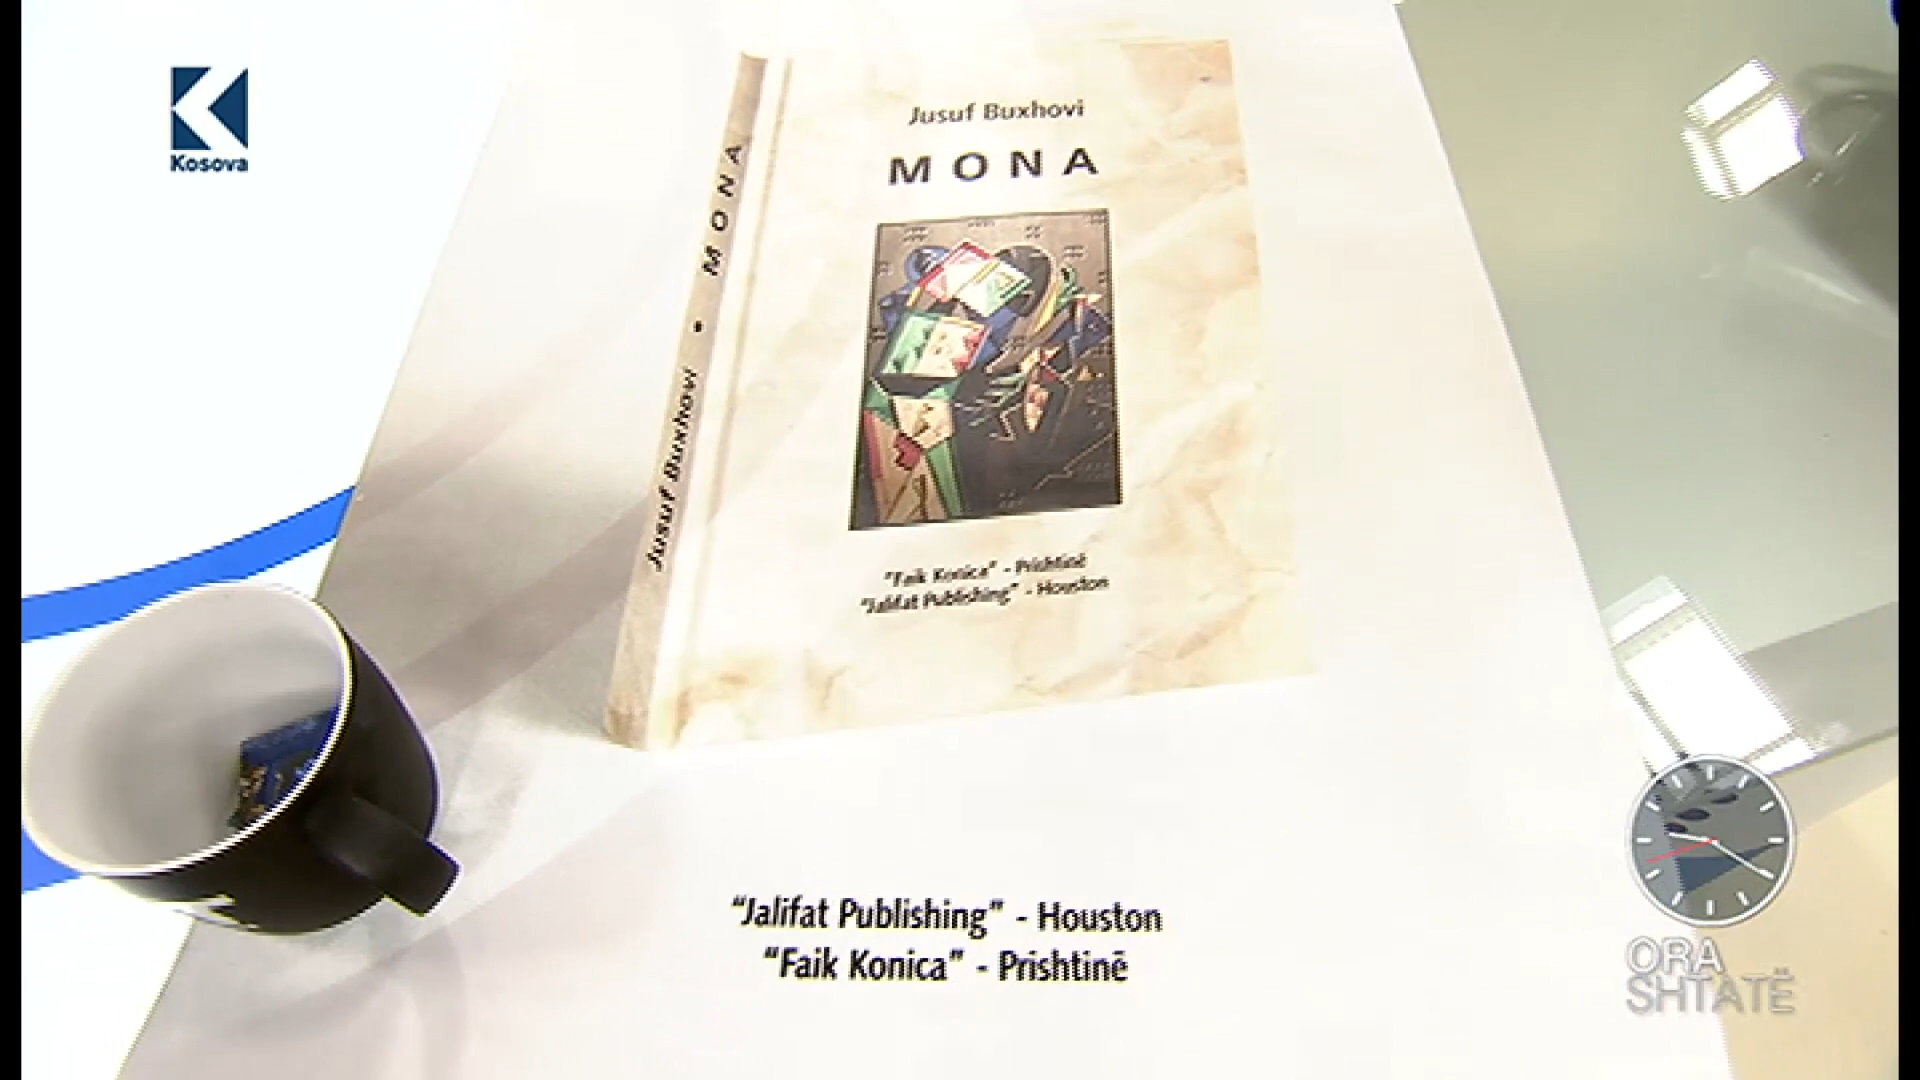 Kosova
Jusuf Buxhovi
MONA
Jusuf Buxhovi • MONA
"Faik Konica" - Prishtinë
"Jalifat Publishing" - Houston
"Jalifat Publishing" - Houston
"Faik Konica" - Prishtinë
ORA
SHTATË